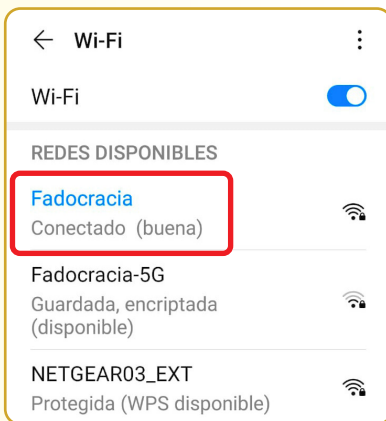 Wi-Fi
Wi-Fi
REDES DISPONIBLES
Fadocracia
Conectado (buena)
Fadocracia-5G
Guardada, encriptada
(disponible)
NETGEAR03_EXT
Protegida (WPS disponible)